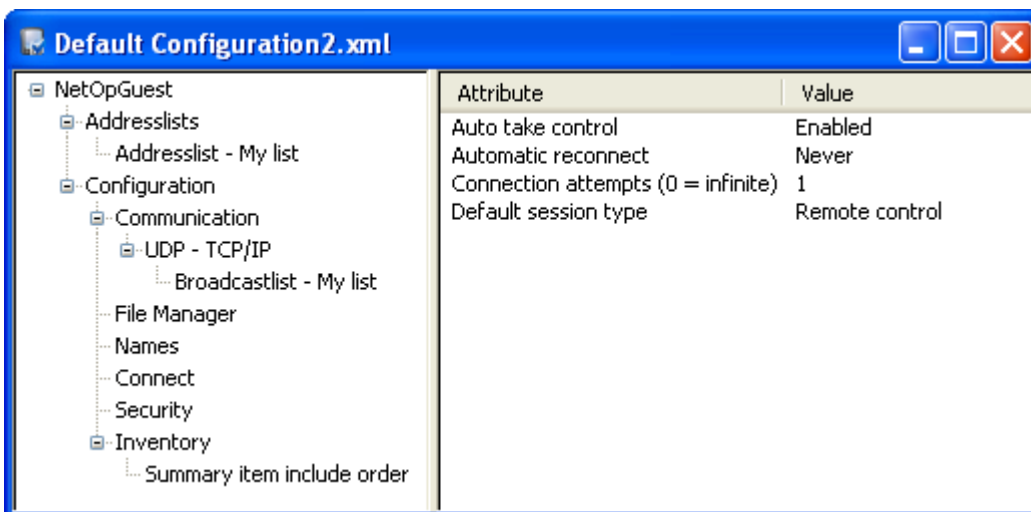 Default Configuration2.xml
NetOpGuest
Addresslists
Addresslist - My list
Configuration
Communication
UDP - TCP/IP
Broadcastlist - My list
File Manager
Names
Connect
Security
Inventory
Summary item include order
Attribute Value
Auto take control Enabled
Automatic reconnect Never
Connection attempts (0 = infinite) 1
Default session type Remote control